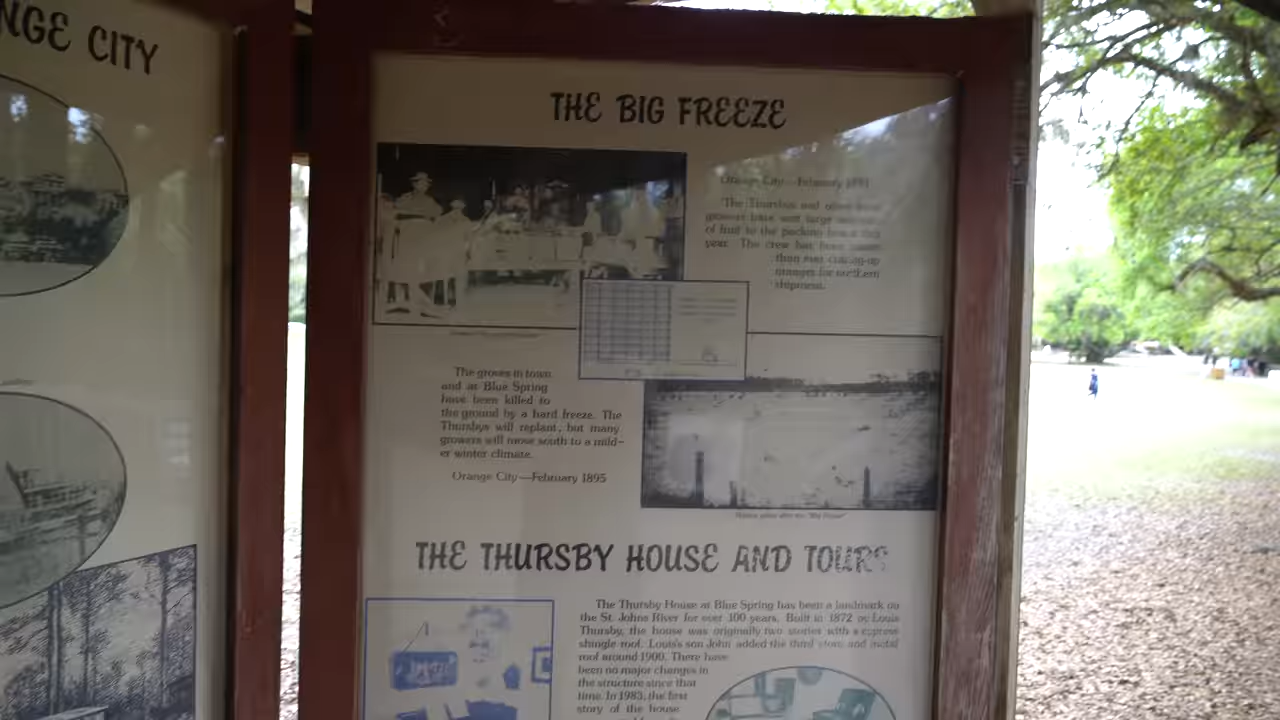 NGE CITY
THE BIG FREEZE
Orange City—February 1891
The Thursbys and other
growers have sent large
of fruit to the packing house this
year. The crew has been
than ever
oranges for northern
shipment.
The groves in town
and at Blue Spring
have been killed to
the ground by a hard freeze. The
Thursbys will replant, but many
growers will move south to a mild-
er winter climate.
Orange City—February 1895
after the "Big Freeze"
THE THURSBY HOUSE AND TOURS
The Thursby House at Blue Spring has been a landmark on
the St. Johns River for over 100 years. Built in 1872 by Louis
Thursby, the house was originally two stories with a cypress
shingle roof. Louis's son John added the third story and metal
roof around 1900. There have
been no major changes in
the structure since that
time. In 1983, the first
story of the house